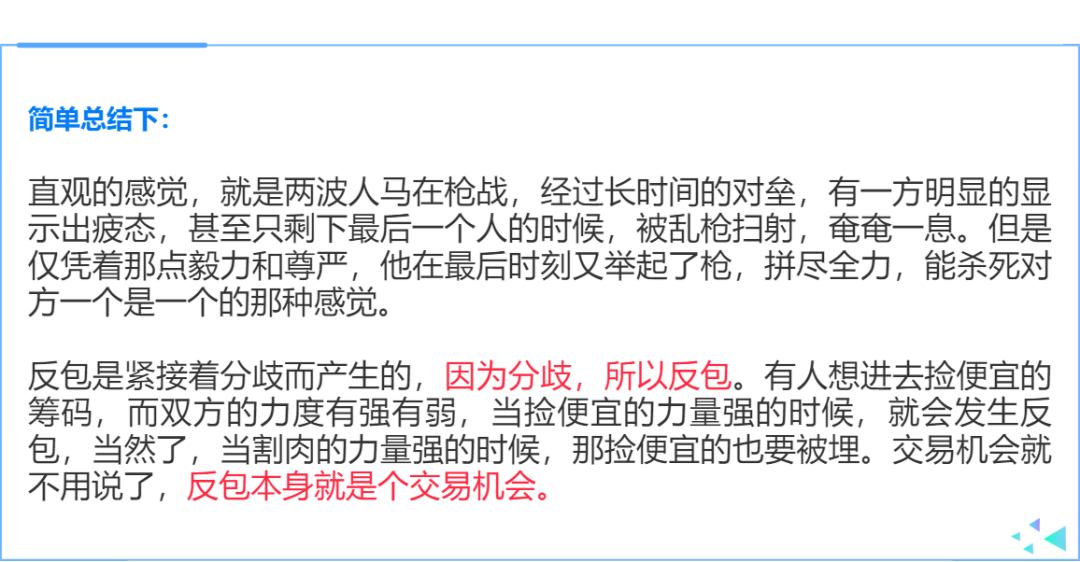 简单总结下：
直观的感觉，就是两波人马在枪战，经过长时间的对垒，有一方明显的显
示出疲态，甚至只剩下最后一个人的时候，被乱枪扫射，奄奄一息。但是
仅凭着那点毅力和尊严，他在最后时刻又举起了枪，拼尽全力，能杀死对
方一个是一个的那种感觉。
反包是紧接着分歧而产生的，因为分歧，所以反包。有人想进去捡便宜的
筹码，而双方的力度有强有弱，当捡便宜的力量强的时候，就会发生反
包，当然了，当割肉的力量强的时候，那捡便宜的也要被埋。交易机会就
不用说了，反包本身就是个交易机会。